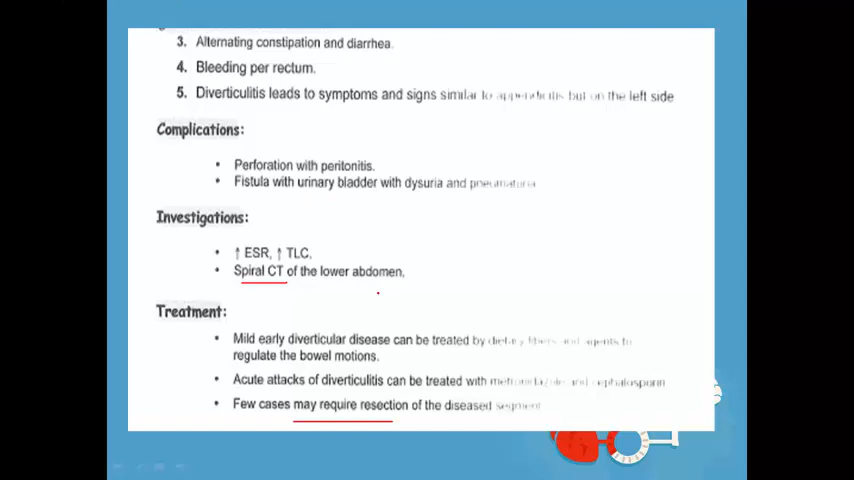 3. Alternating constipation and diarrhea.
4. Bleeding per rectum.
5. Diverticulitis leads to symptoms and signs similar to appendicitis but on the left side
Complications:
• Perforation with peritonitis.
• Fistula with urinary bladder with dysuria and pneumaturia
Investigations:
• ↑ ESR, ↑ TLC.
• Spiral CT of the lower abdomen.
Treatment:
• Mild early diverticular disease can be treated by dietary fibers and agents to
regulate the bowel motions.
• Acute attacks of diverticulitis can be treated with metronidazole and cephalosporin
• Few cases may require resection of the diseased segment